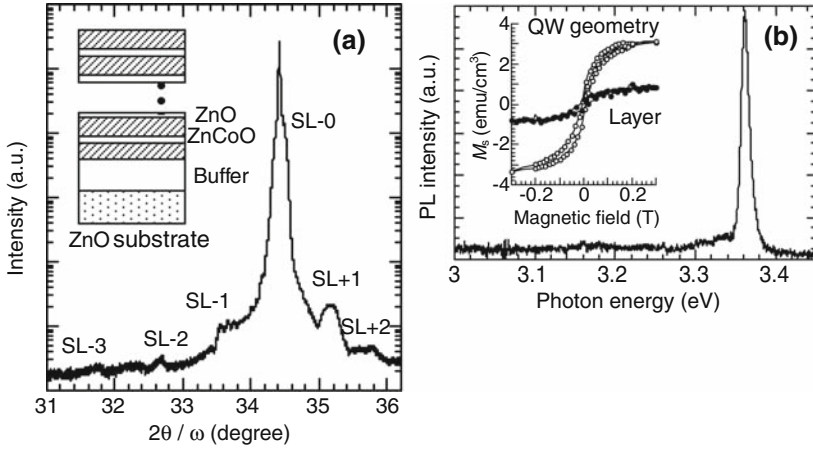 (a)
ZnO
ZnCoO
Buffer
ZnO substrate
SL-0
SL-1
SL+1
SL+2
SL-2
SL-3
Intensity (a.u.)
31 32 33 34 35 36
2θ / ω (degree)
(b)
QW geometry
Layer
4
2
0
-2
-4
Ms (emu/cm³)
-0.2 0 0.2
Magnetic field (T)
PL intensity (a.u.)
3 3.1 3.2 3.3 3.4
Photon energy (eV)